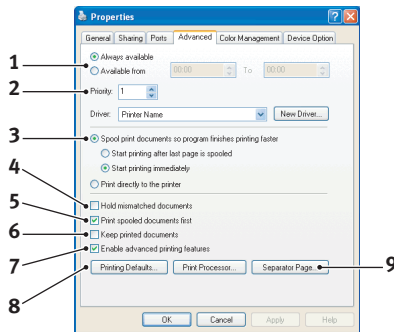 Properties
General Sharing Ports Advanced Color Management Device Option
1 Always available
Available from 00:00 To 00:00
2 Priority: 1
Driver: Printer Name New Driver...
3 Spool print documents so program finishes printing faster
Start printing after last page is spooled
Start printing immediately
Print directly to the printer
4 Hold mismatched documents
5 Print spooled documents first
6 Keep printed documents
7 Enable advanced printing features
8 Printing Defaults... Print Processor... Separator Page... 9
OK Cancel Apply Help